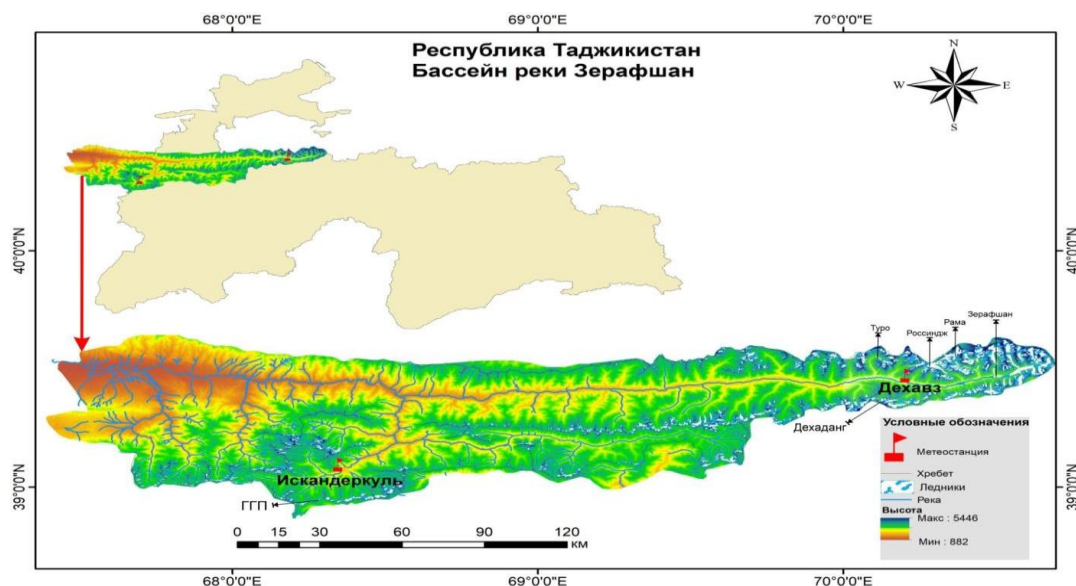 68°0'0"E
69°0'0"E
70°0'0"E
Республика Таджикистан
Бассейн реки Зерафшан
N
W
E
S
40°0'0"N
40°0'0"N
Зерафшан
Рама
Туро
Россиндж
Дехавз
Дехаданг
Искандеркуль
ГГП
39°0'0"N
39°0'0"N
Условные обозначения
Метеостанция
Хребет
Ледники
Река
Высота
Макс : 5446
Мин : 882
0 15 30 60 90 120
км
68°0'0"E
69°0'0"E
70°0'0"E